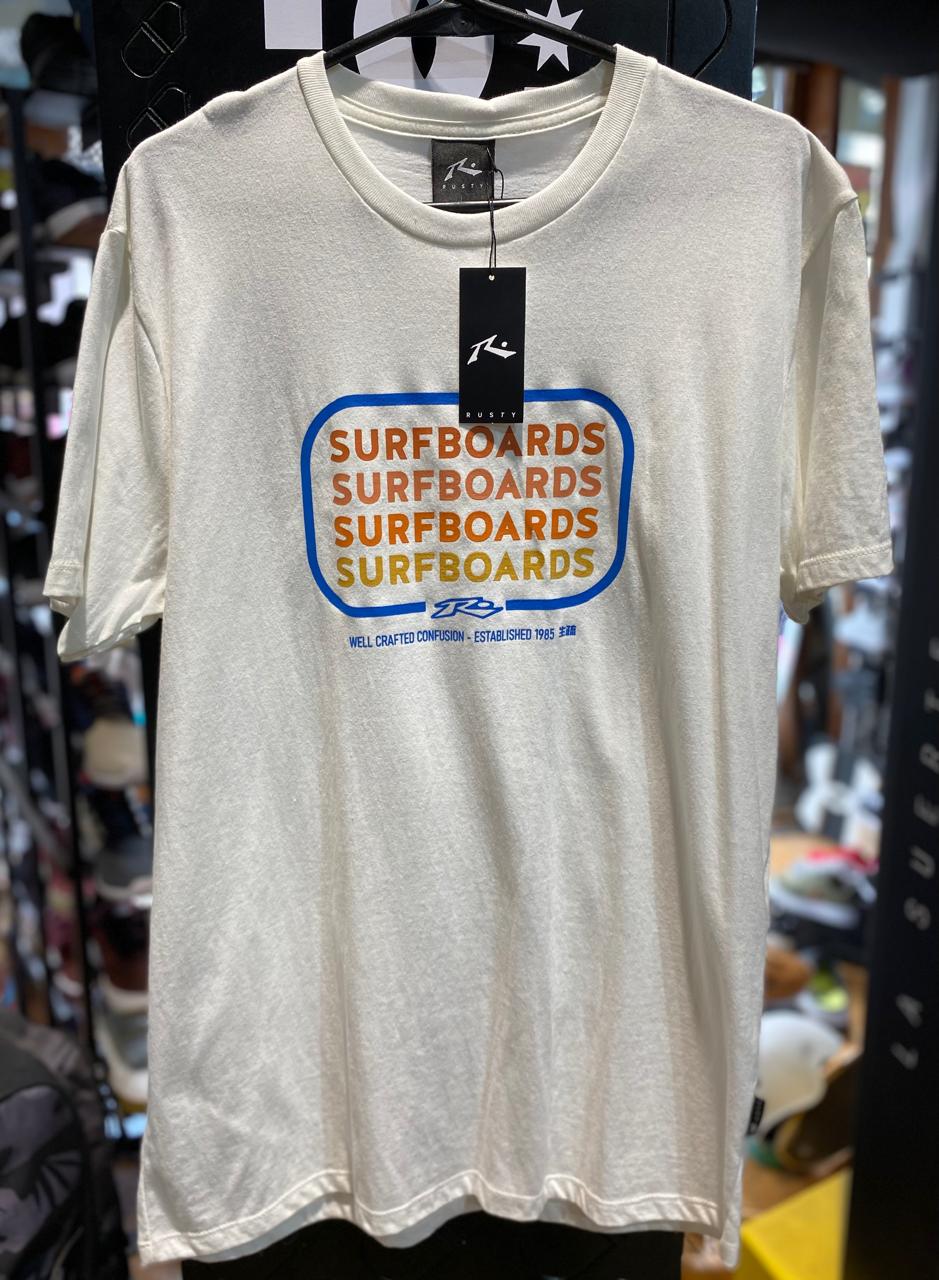 RUSTY
RUSTY
SURFBOARDS
SURFBOARDS
SURFBOARDS
SURFBOARDS
WELL CRAFTED CONFUSION - ESTABLISHED 1985
LA SUERTE